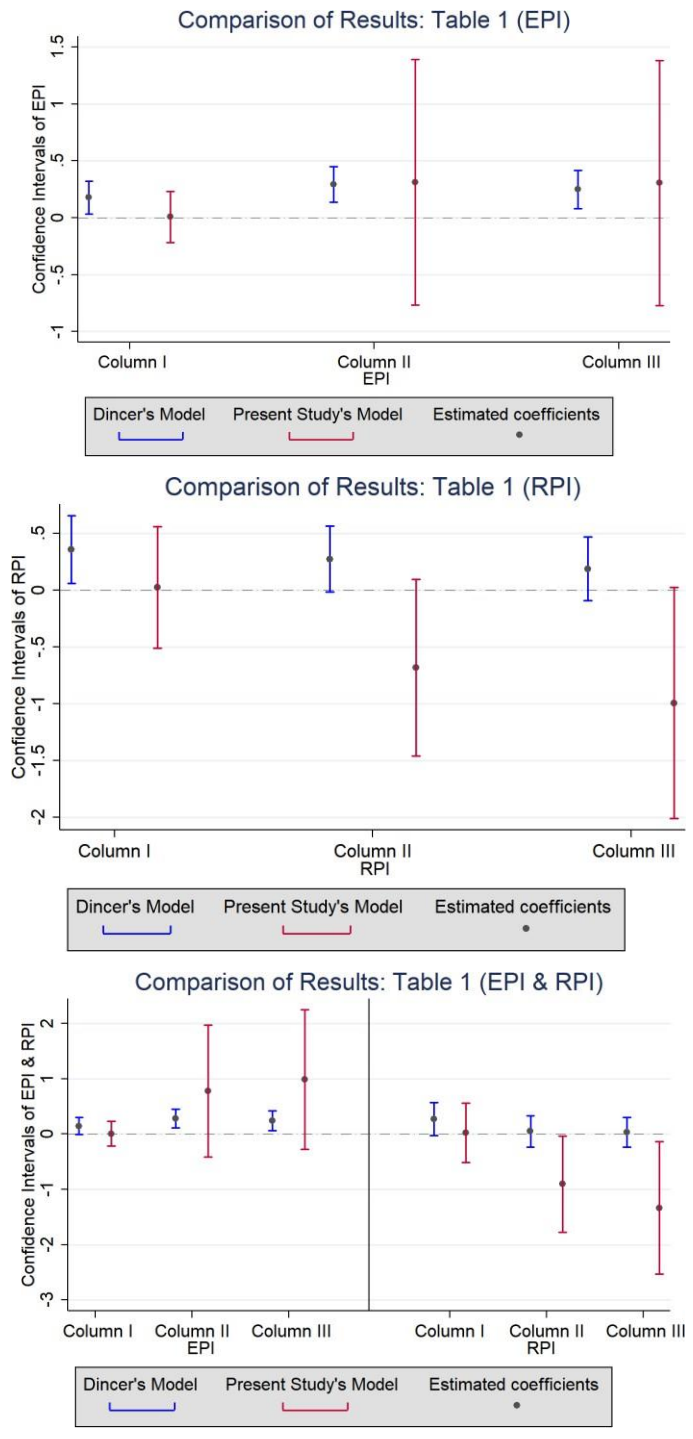 Comparison of Results: Table 1 (EPI)
Confidence Intervals of EPI
1.5
1
.5
0
-.5
-1
Column I Column II Column III
EPI
Dincer's Model Present Study's Model Estimated coefficients
Comparison of Results: Table 1 (RPI)
Confidence Intervals of RPI
.5
0
-.5
-1
-1.5
-2
Column I Column II Column III
RPI
Dincer's Model Present Study's Model Estimated coefficients
Comparison of Results: Table 1 (EPI & RPI)
Confidence Intervals of EPI & RPI
2
1
0
-1
-2
-3
Column I Column II Column III Column I Column II Column III
EPI RPI
Dincer's Model Present Study's Model Estimated coefficients